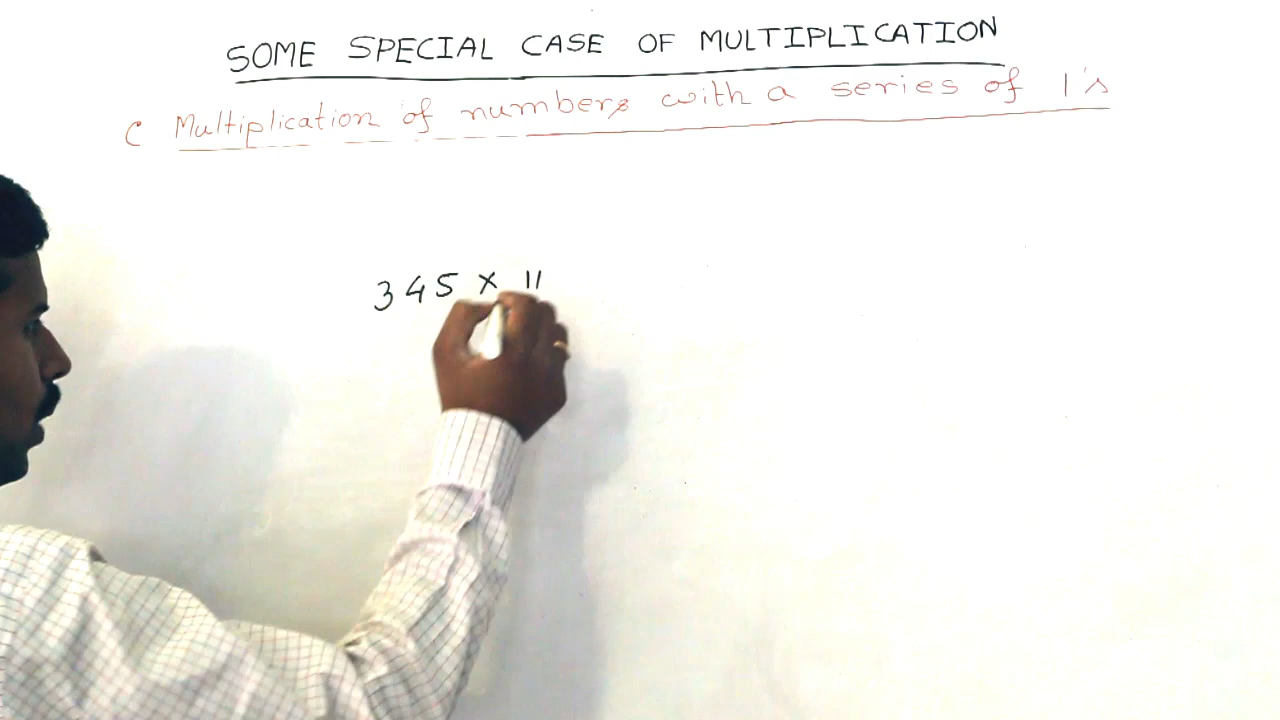 SOME SPECIAL CASE OF MULTIPLICATION
C Multiplication of numbers with a series of 1's
345 × 11